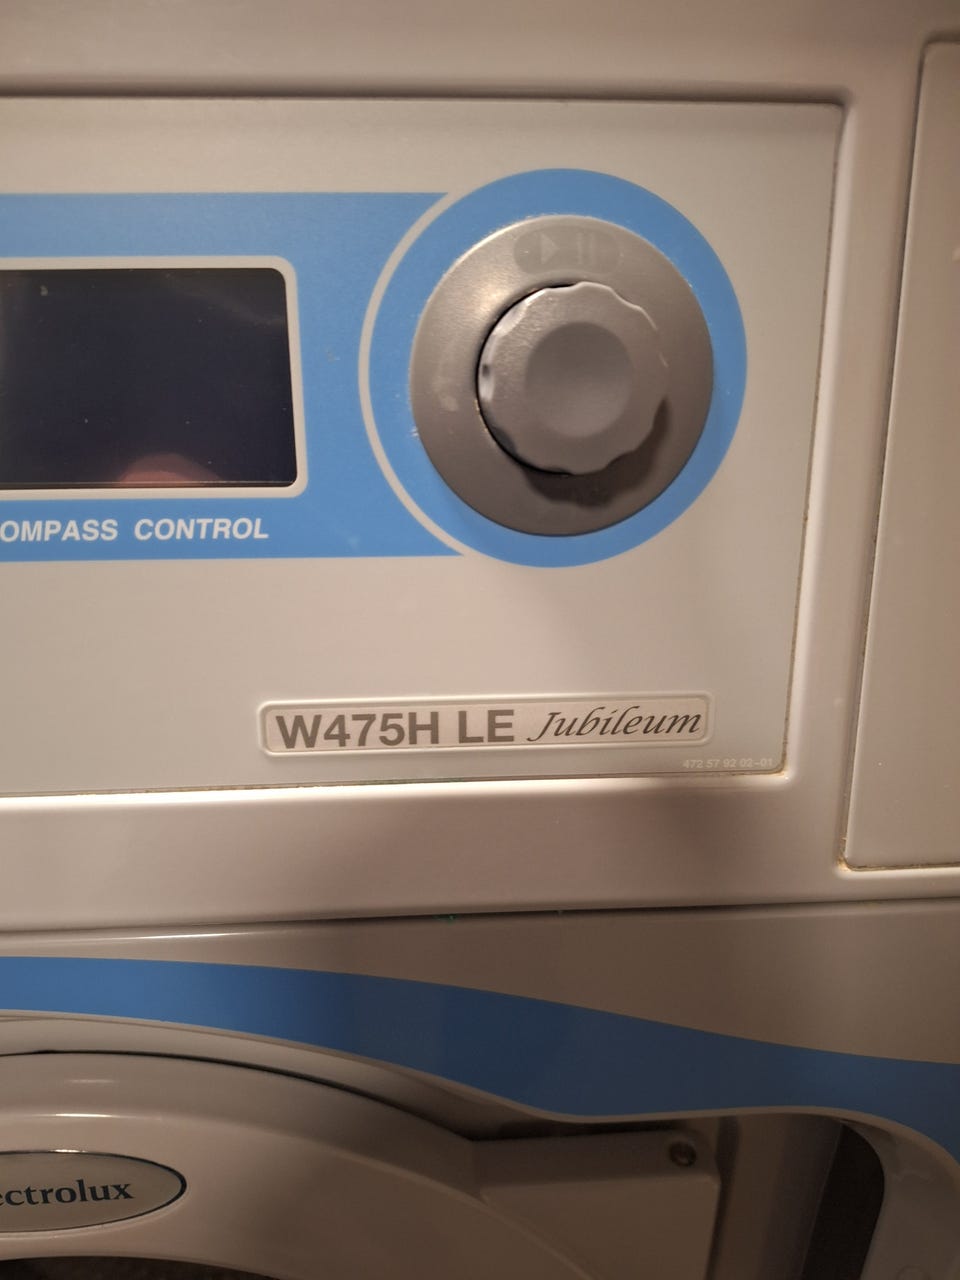 OMPASS CONTROL
W475H LE Jubileum
472 57 92 02-01
ectrolux